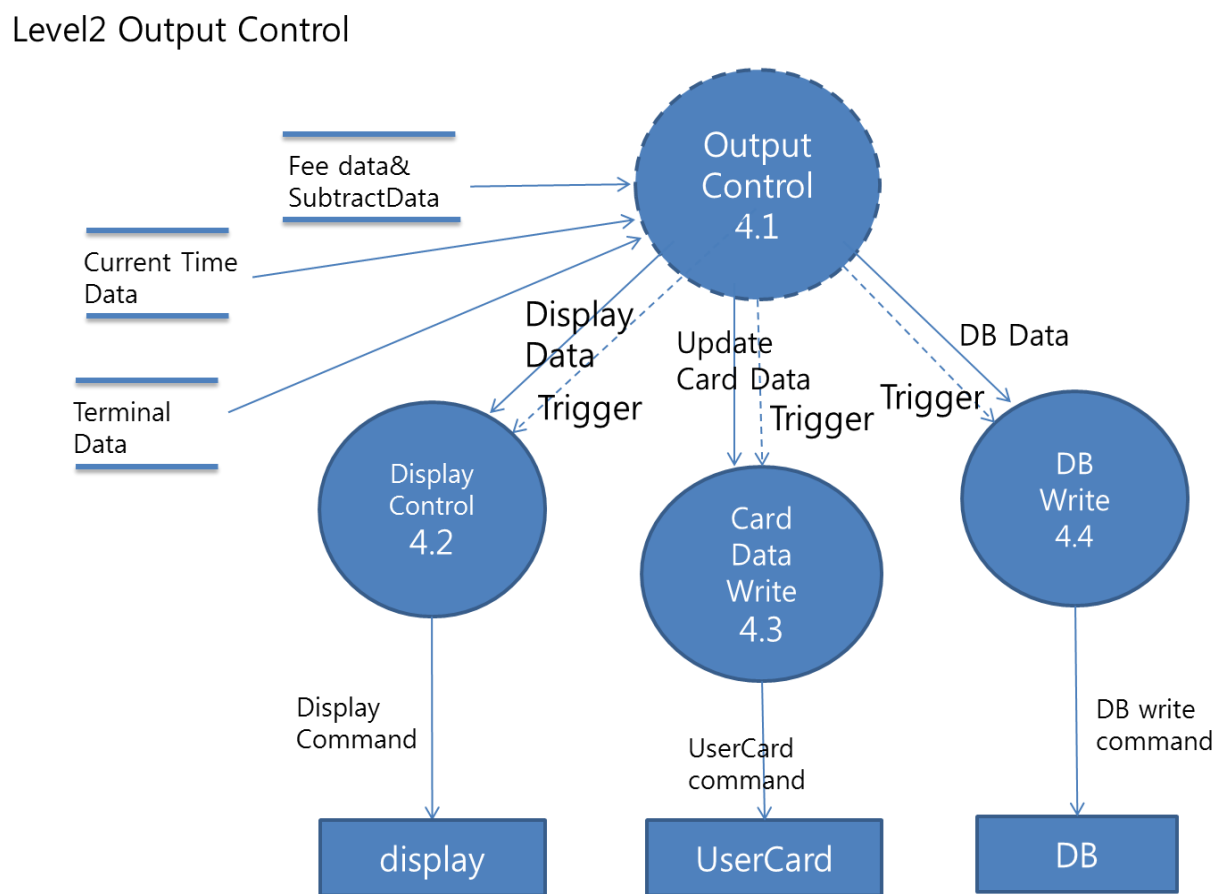 Level2 Output Control
Output
Control
4.1
Fee data&
SubtractData
Current Time
Data
Terminal
Data
Display
Data
Trigger
Update
Card Data
Trigger
DB Data
Trigger
Display
Control
4.2
Card
Data
Write
4.3
DB
Write
4.4
Display
Command
UserCard
command
DB write
command
display
UserCard
DB